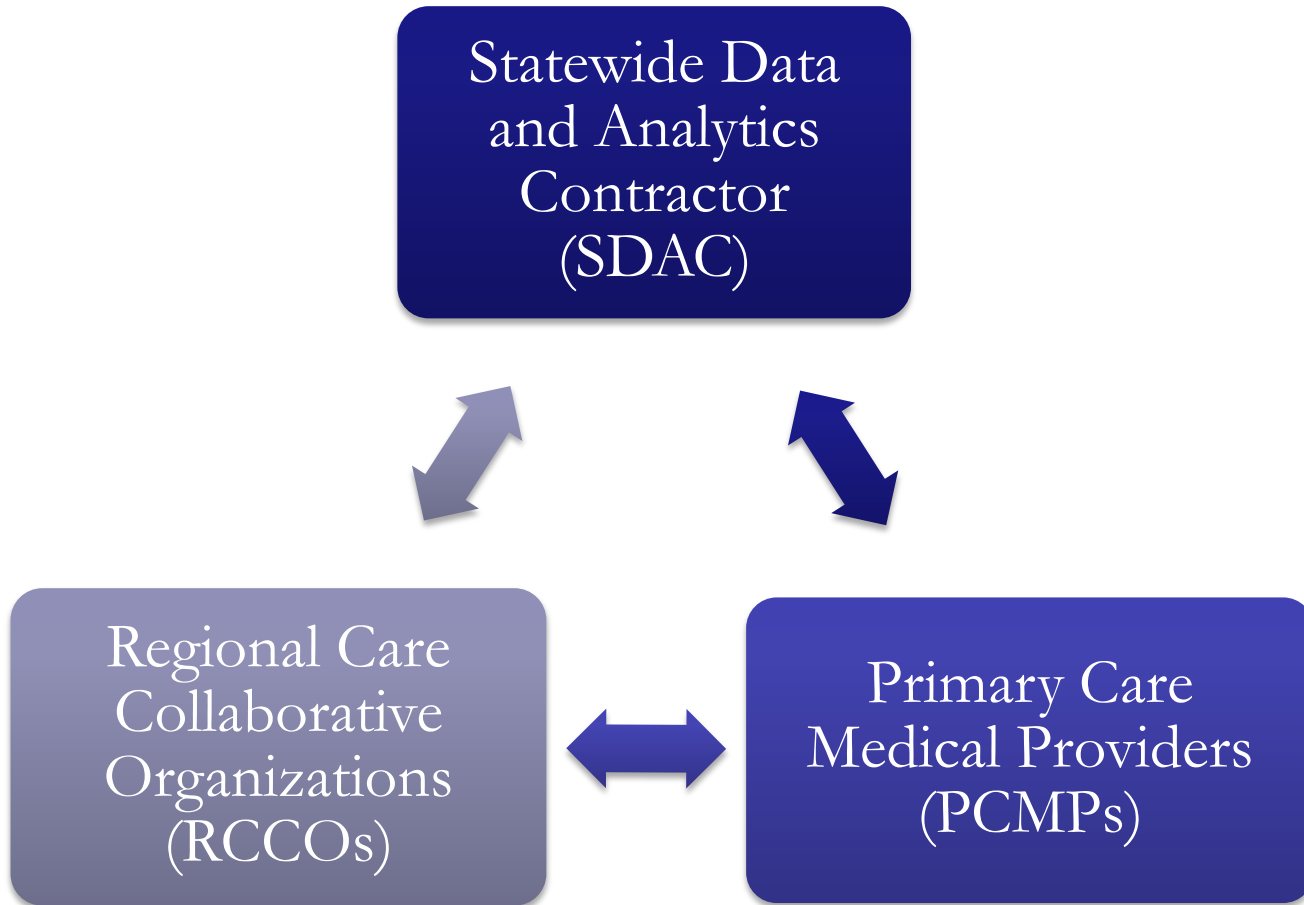 Statewide Data
and Analytics
Contractor
(SDAC)
Regional Care
Collaborative
Organizations
(RCCOs)
Primary Care
Medical Providers
(PCMPs)